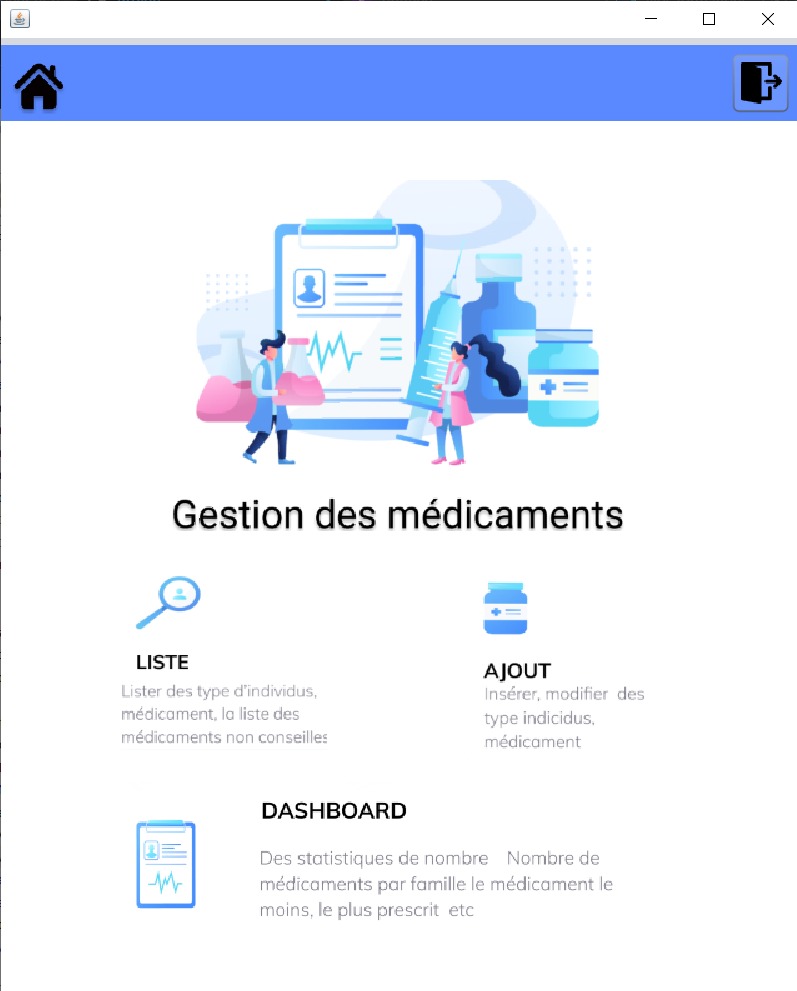 Gestion des médicaments
LISTE
Lister des type d'individus,
médicament, la liste des
médicaments non conseilles
AJOUT
Insérer, modifier des
type indicidus,
médicament
DASHBOARD
Des statistiques de nombre Nombre de
médicaments par famille le médicament le
moins, le plus prescrit etc